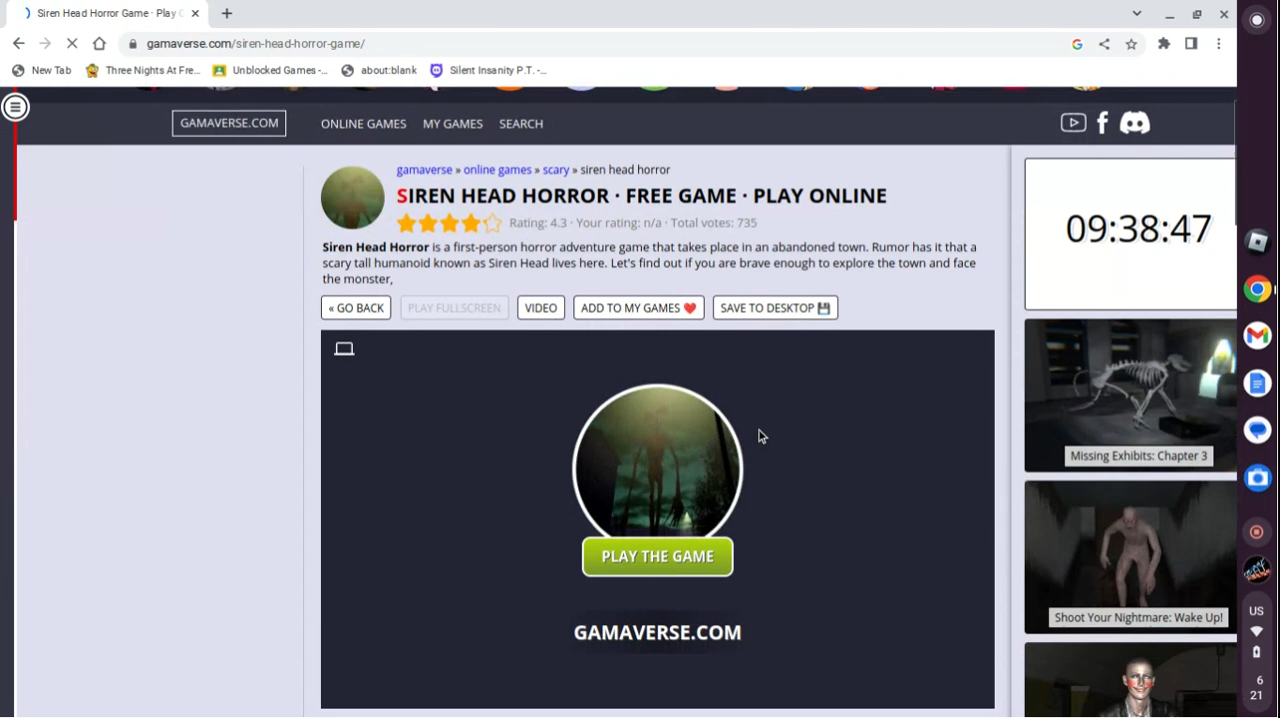 Siren Head Horror Game · Play O
gamaverse.com/siren-head-horror-game/
New Tab
Three Nights At Fre...
Unblocked Games -...
about:blank
Silent Insanity P.T. -...
GAMAVERSE.COM
ONLINE GAMES
MY GAMES
SEARCH
gamaverse » online games » scary » siren head horror
SIREN HEAD HORROR · FREE GAME · PLAY ONLINE
Rating: 4.3 · Your rating: n/a · Total votes: 735
Siren Head Horror is a first-person horror adventure game that takes place in an abandoned town. Rumor has it that a
scary tall humanoid known as Siren Head lives here. Let's find out if you are brave enough to explore the town and face
the monster,
« GO BACK
PLAY FULLSCREEN
VIDEO
ADD TO MY GAMES ❤️
SAVE TO DESKTOP 💾
PLAY THE GAME
GAMAVERSE.COM
09:38:47
Missing Exhibits: Chapter 3
Shoot Your Nightmare: Wake Up!
US
6
21